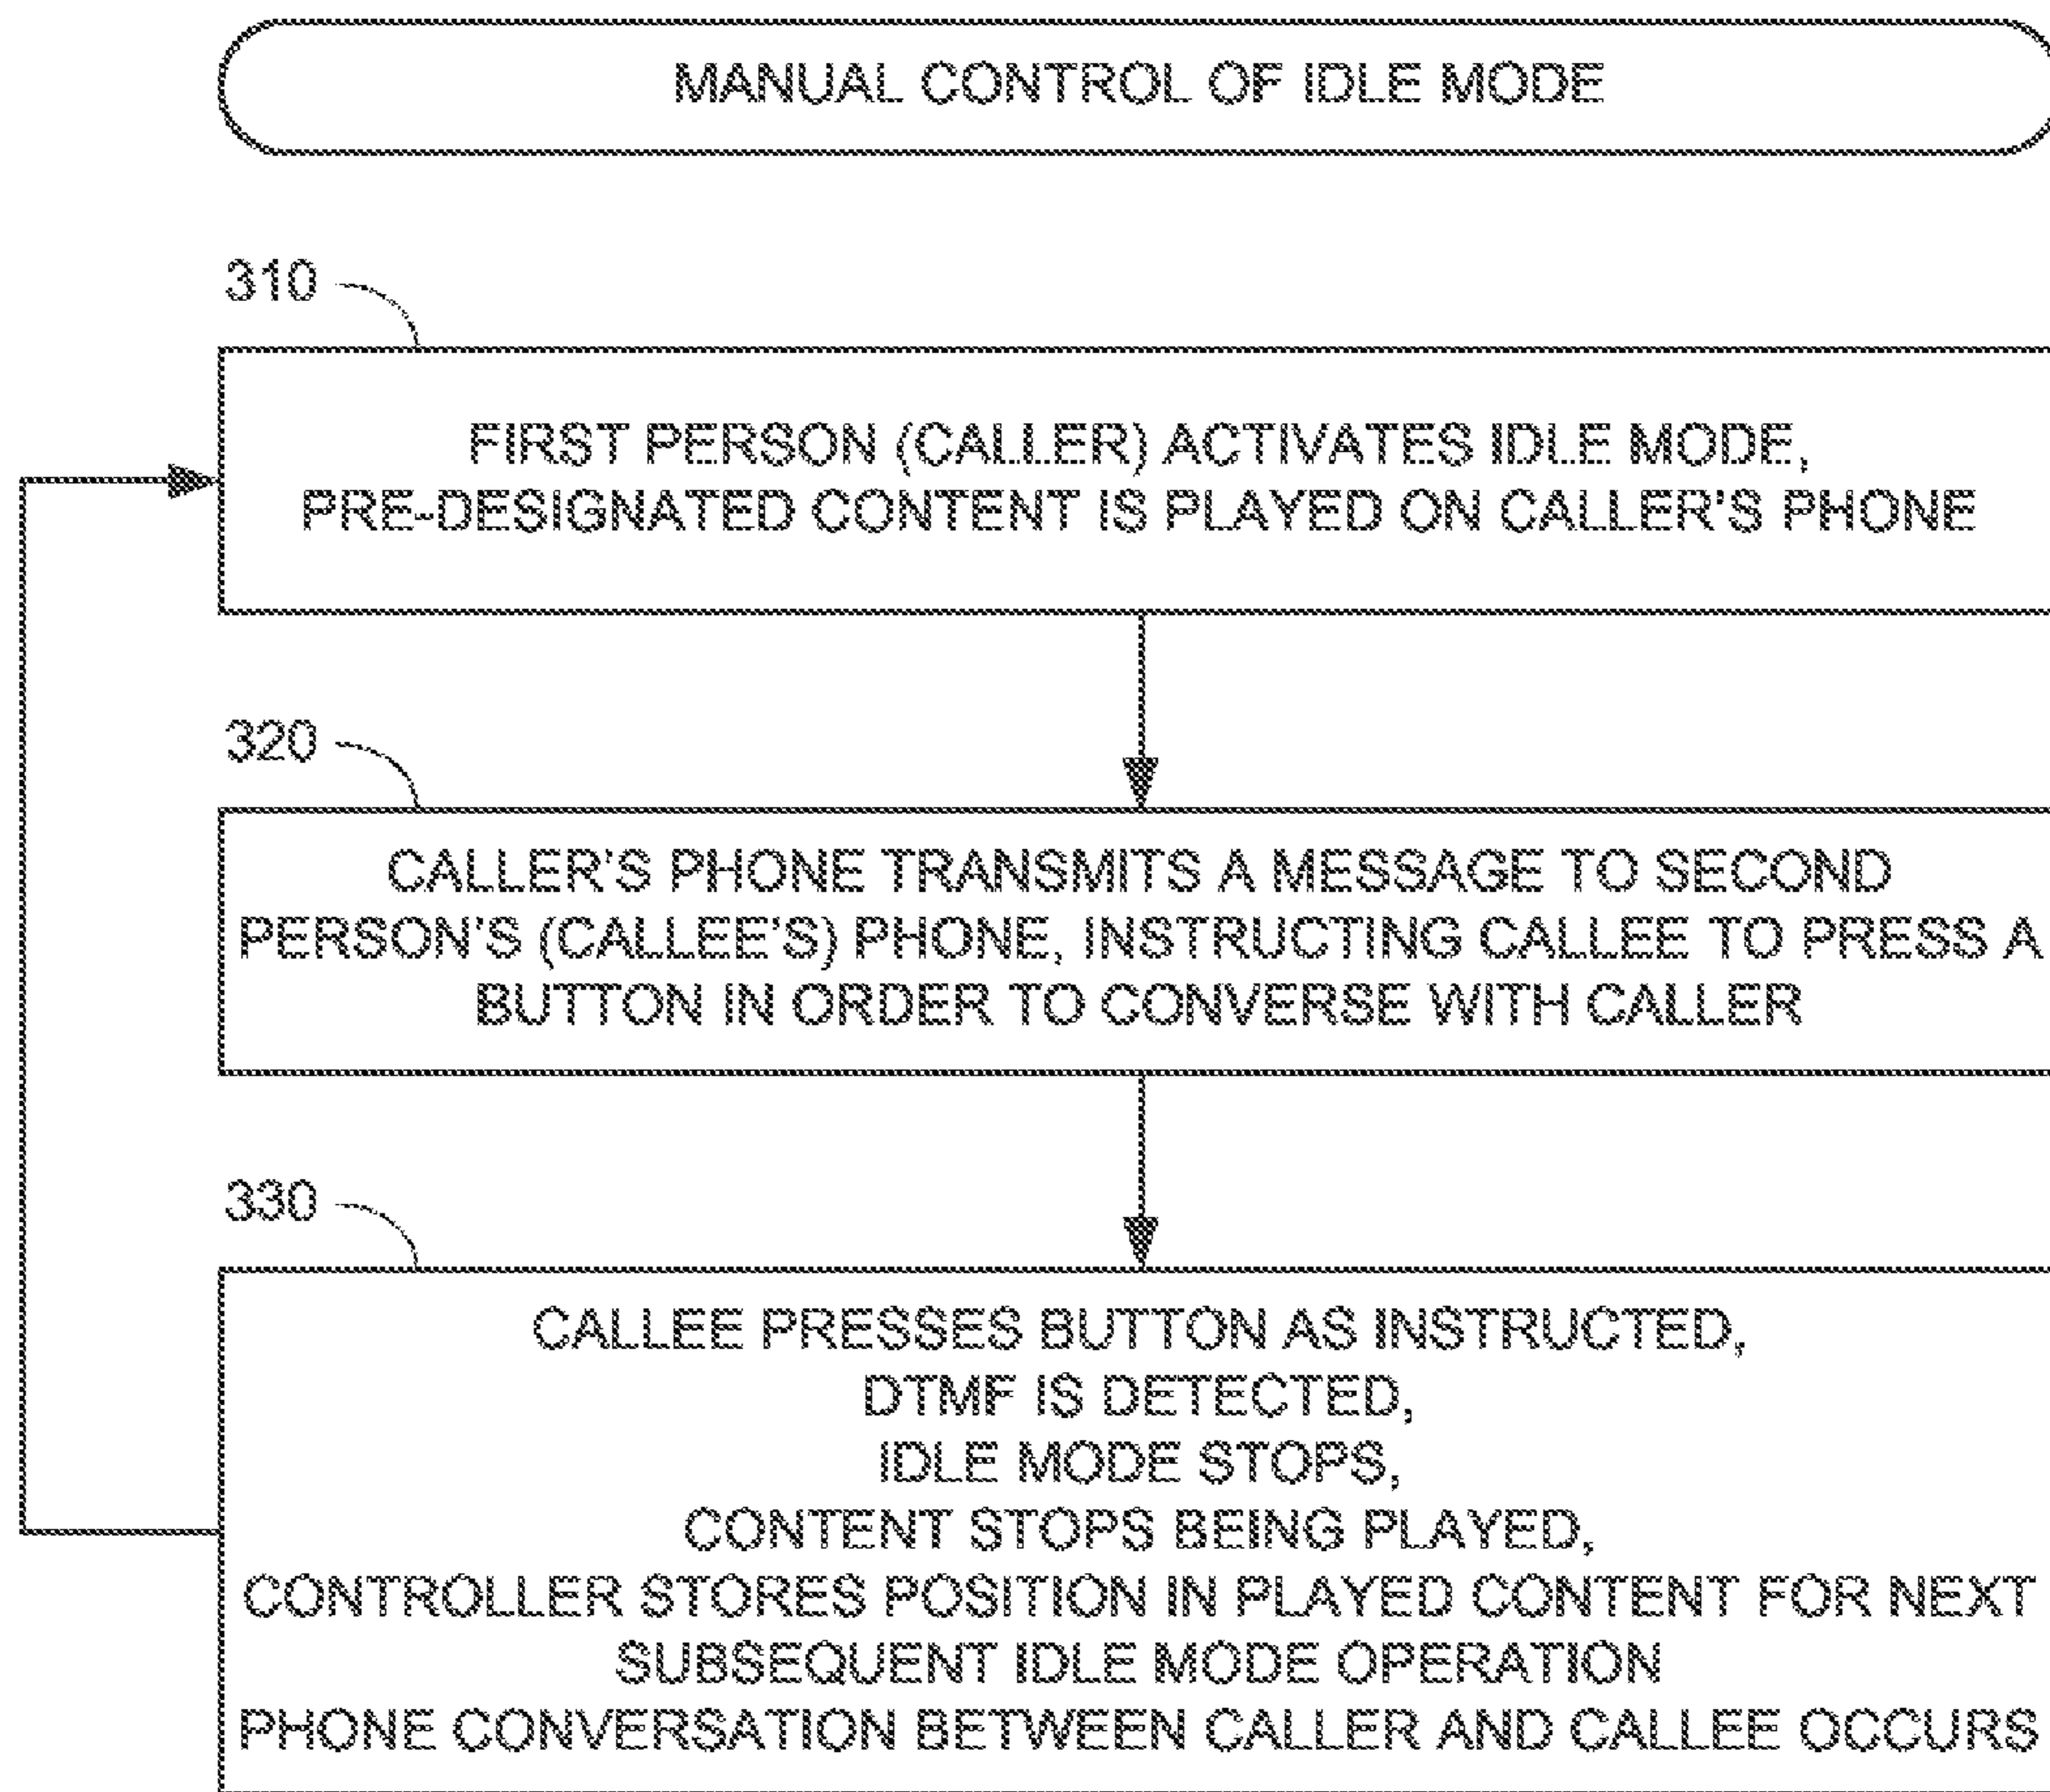 MANUAL CONTROL OF IDLE MODE
310
FIRST PERSON (CALLER) ACTIVATES IDLE MODE,
PRE-DESIGNATED CONTENT IS PLAYED ON CALLER'S PHONE
320
CALLER'S PHONE TRANSMITS A MESSAGE TO SECOND
PERSON'S (CALLEE'S) PHONE, INSTRUCTING CALLEE TO PRESS A
BUTTON IN ORDER TO CONVERSE WITH CALLER
330
CALLEE PRESSES BUTTON AS INSTRUCTED,
DTMF IS DETECTED,
IDLE MODE STOPS,
CONTENT STOPS BEING PLAYED,
CONTROLLER STORES POSITION IN PLAYED CONTENT FOR NEXT
SUBSEQUENT IDLE MODE OPERATION
PHONE CONVERSATION BETWEEN CALLER AND CALLEE OCCURS